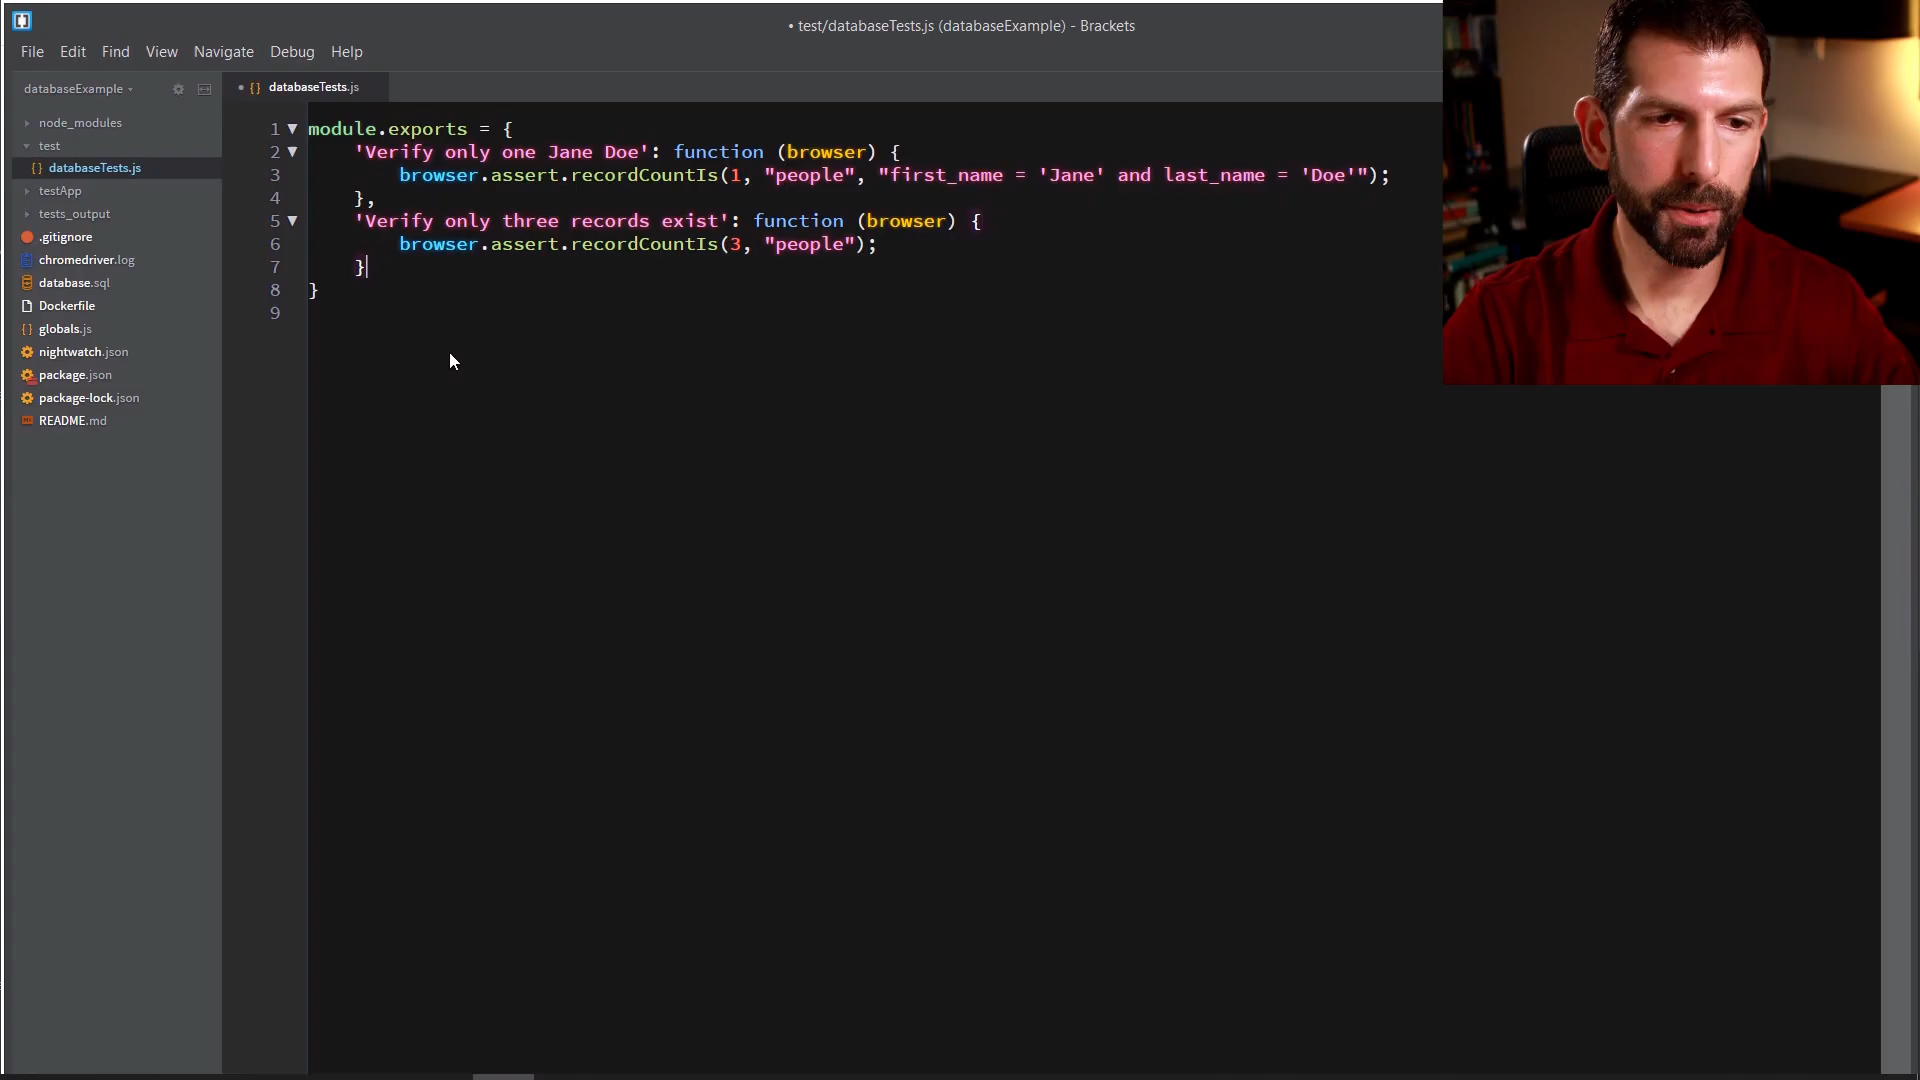 • test/databaseTests.js (databaseExample) - Brackets
File Edit Find View Navigate Debug Help
databaseExample
node_modules
test
databaseTests.js
testApp
tests_output
.gitignore
chromedriver.log
database.sql
Dockerfile
globals.js
nightwatch.json
package.json
package-lock.json
README.md
• {} databaseTests.js
1 module.exports = {
2 'Verify only one Jane Doe': function (browser) {
3 browser.assert.recordCountIs(1, "people", "first_name = 'Jane' and last_name = 'Doe'");
4 },
5 'Verify only three records exist': function (browser) {
6 browser.assert.recordCountIs(3, "people");
7 }
8 }
9